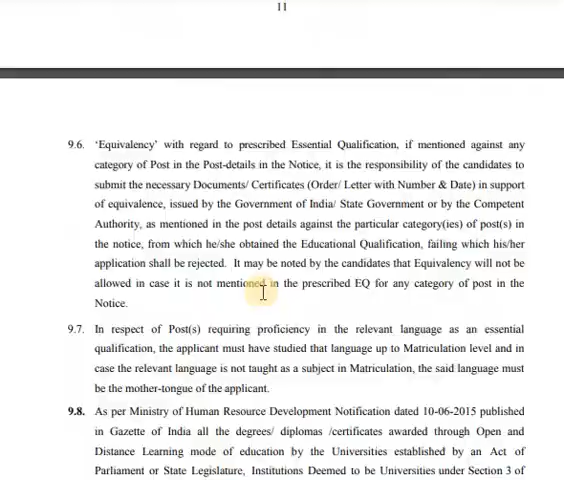 11
9.6. ‘Equivalency’ with regard to prescribed Essential Qualification, if mentioned against any
category of Post in the Post-details in the Notice, it is the responsibility of the candidates to
submit the necessary Documents/ Certificates (Order/ Letter with Number & Date) in support
of equivalence, issued by the Government of India/ State Government or by the Competent
Authority, as mentioned in the post details against the particular category(ies) of post(s) in
the notice, from which he/she obtained the Educational Qualification, failing which his/her
application shall be rejected. It may be noted by the candidates that Equivalency will not be
allowed in case it is not mentioned in the prescribed EQ for any category of post in the
Notice.
9.7. In respect of Post(s) requiring proficiency in the relevant language as an essential
qualification, the applicant must have studied that language up to Matriculation level and in
case the relevant language is not taught as a subject in Matriculation, the said language must
be the mother-tongue of the applicant.
9.8. As per Ministry of Human Resource Development Notification dated 10-06-2015 published
in Gazette of India all the degrees/ diplomas /certificates awarded through Open and
Distance Learning mode of education by the Universities established by an Act of
Parliament or State Legislature, Institutions Deemed to be Universities under Section 3 of